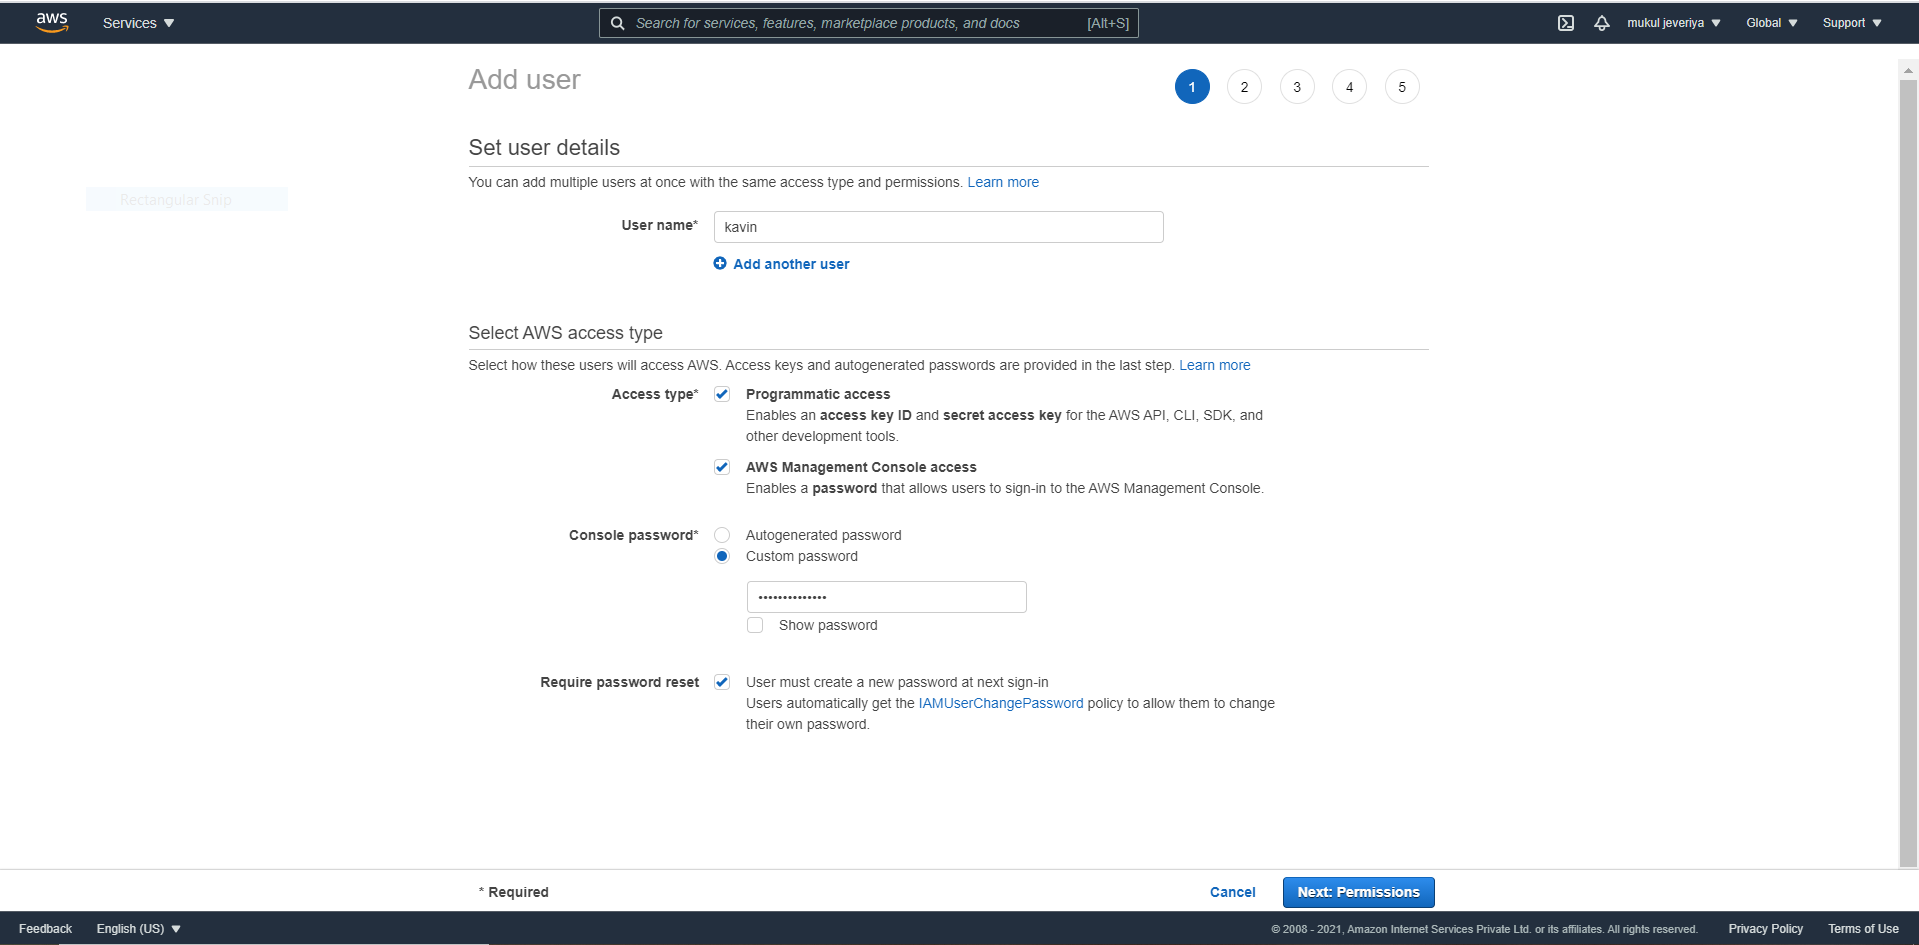 aws
Services
Search for services, features, marketplace products, and docs [Alt+S]
mukul jeveriya
Global
Support
Add user
1 2 3 4 5
Set user details
You can add multiple users at once with the same access type and permissions. Learn more
Rectangular Snip
User name* kavin
Add another user
Select AWS access type
Select how these users will access AWS. Access keys and autogenerated passwords are provided in the last step. Learn more
Access type* Programmatic access
Enables an access key ID and secret access key for the AWS API, CLI, SDK, and
other development tools.
AWS Management Console access
Enables a password that allows users to sign-in to the AWS Management Console.
Console password* Autogenerated password
Custom password
••••••••••••••
Show password
Require password reset User must create a new password at next sign-in
Users automatically get the IAMUserChangePassword policy to allow them to change
their own password.
* Required
Cancel
Next: Permissions
Feedback
English (US)
© 2008 - 2021, Amazon Internet Services Private Ltd. or its affiliates. All rights reserved.
Privacy Policy
Terms of Use